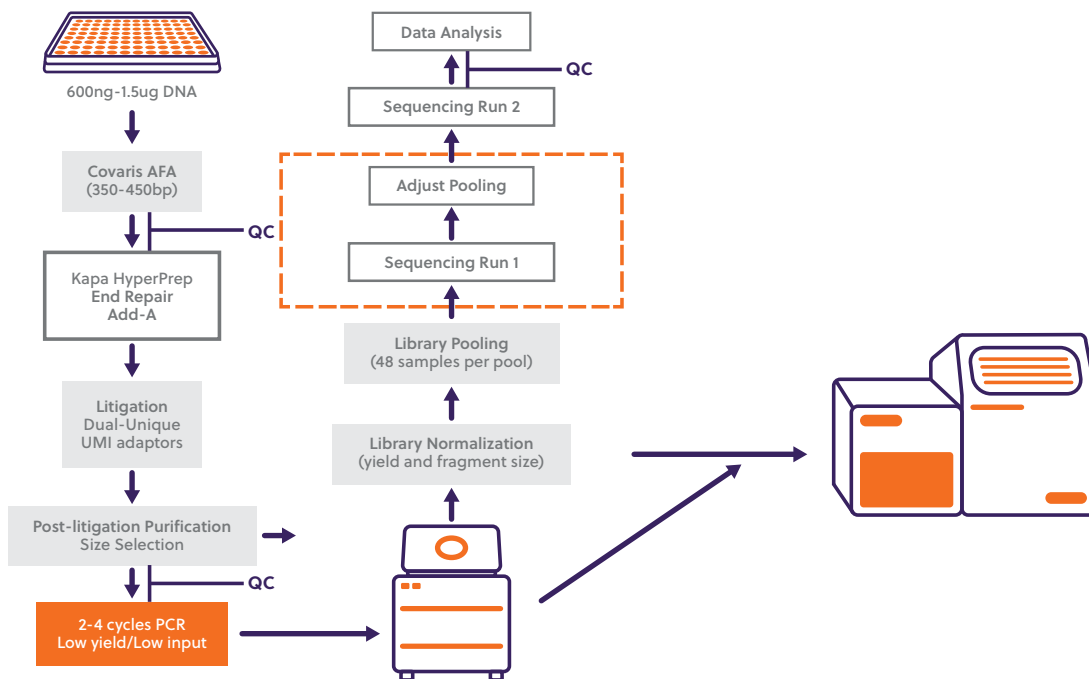 600ng-1.5ug DNA
Covaris AFA
(350-450bp)
QC
Kapa HyperPrep
End Repair
Add-A
Litigation
Dual-Unique
UMI adaptors
Post-litigation Purification
Size Selection
QC
2-4 cycles PCR
Low yield/Low input
Library Normalization
(yield and fragment size)
Library Pooling
(48 samples per pool)
Sequencing Run 1
Adjust Pooling
Sequencing Run 2
QC
Data Analysis